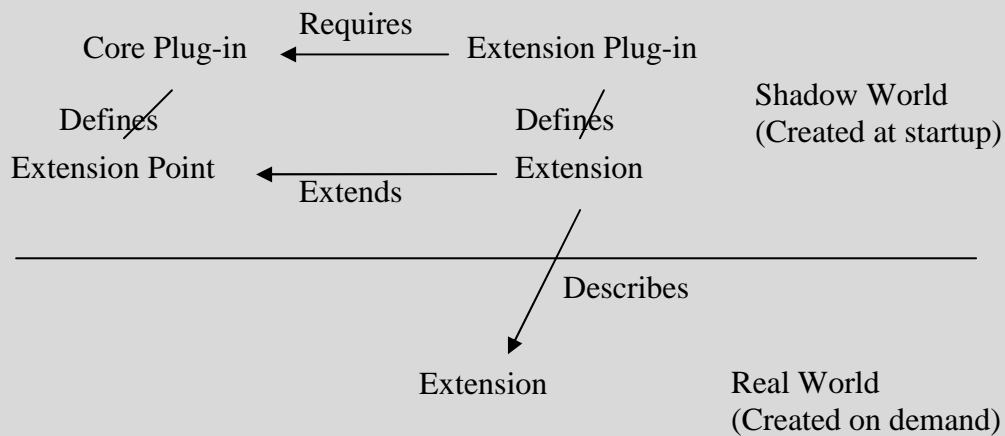 Requires
Core Plug-in
Extension Plug-in
Shadow World
(Created at startup)
Defines
Defines
Extension Point
Extension
Extends
Describes
Extension
Real World
(Created on demand)